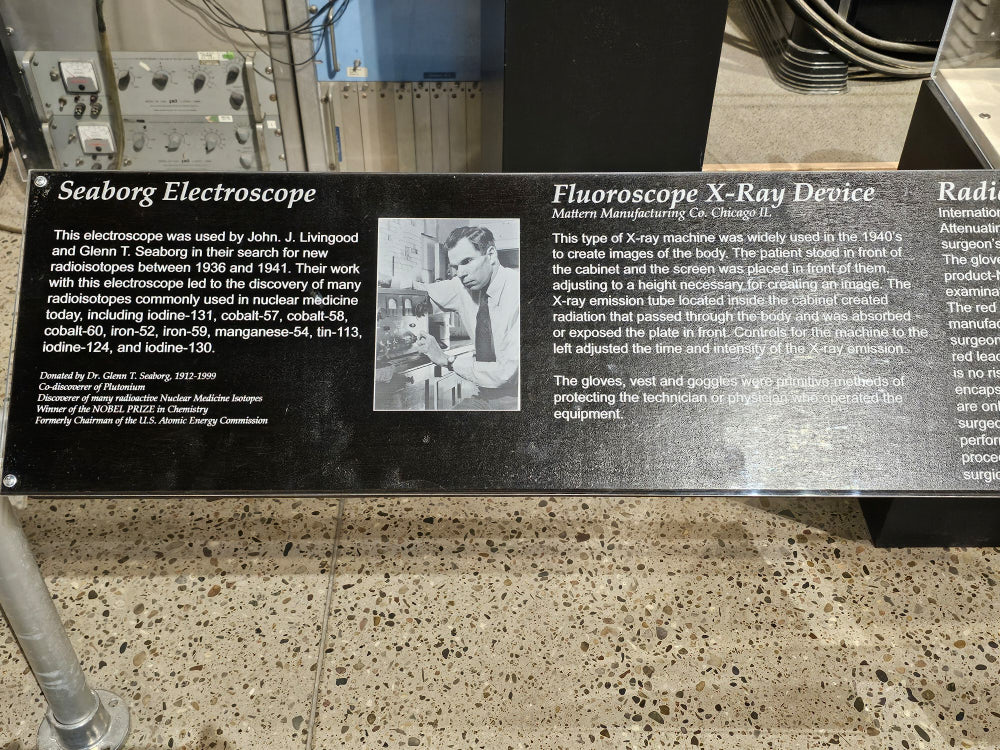 Seaborg Electroscope
This electroscope was used by John. J. Livingood
and Glenn T. Seaborg in their search for new
radioisotopes between 1936 and 1941. Their work
with this electroscope led to the discovery of many
radioisotopes commonly used in nuclear medicine
today, including iodine-131, cobalt-57, cobalt-58,
cobalt-60, iron-52, iron-59, manganese-54, tin-113,
iodine-124, and iodine-130.
Donated by Dr. Glenn T. Seaborg, 1912-1999
Co-discoverer of Plutonium
Discoverer of many radioactive Nuclear Medicine Isotopes
Winner of the NOBEL PRIZE in Chemistry
Formerly Chairman of the U.S. Atomic Energy Commission
Fluoroscope X-Ray Device
Mattern Manufacturing Co. Chicago IL
This type of X-ray machine was widely used in the 1940's
to create images of the body. The patient stood in front of
the cabinet and the screen was placed in front of them,
adjusting to a height necessary for creating an image. The
X-ray emission tube located inside the cabinet created
radiation that passed through the body and was absorbed
or exposed the plate in front. Controls for the machine to the
left adjusted the time and intensity of the X-ray emission.
The gloves, vest and goggles were primitive methods of
protecting the technician or physician who operated the
equipment.
Radi
Internatio
Attenuatin
surgeon's
The glove
product-
examina
The red
manufac
surgeon
red lead
is no ris
encaps
are on
surgeo
perfor
proce
surgic